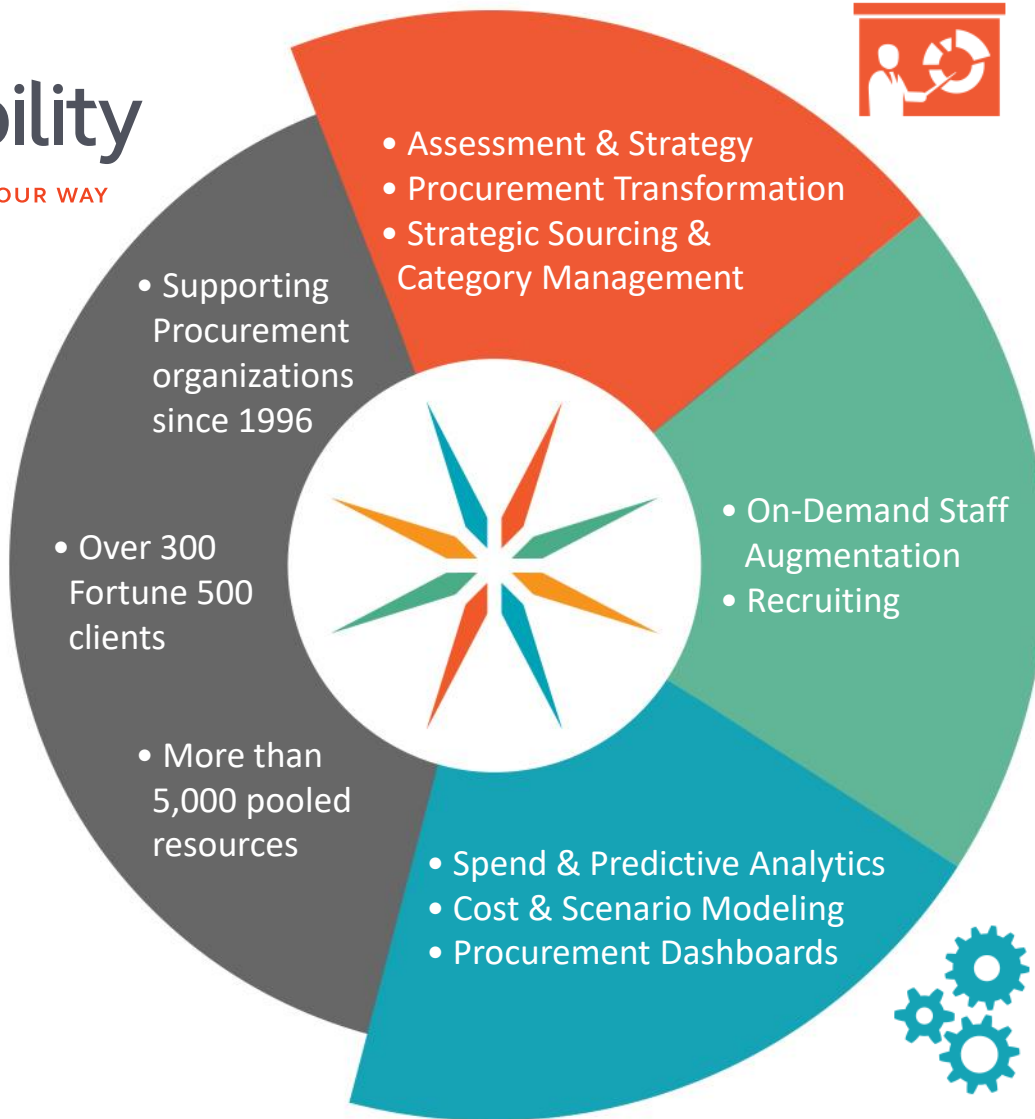 bility
OUR WAY
• Assessment & Strategy
• Procurement Transformation
• Strategic Sourcing &
Category Management
• Supporting
Procurement
organizations
since 1996
• Over 300
Fortune 500
clients
• More than
5,000 pooled
resources
• On-Demand Staff
Augmentation
• Recruiting
• Spend & Predictive Analytics
• Cost & Scenario Modeling
• Procurement Dashboards